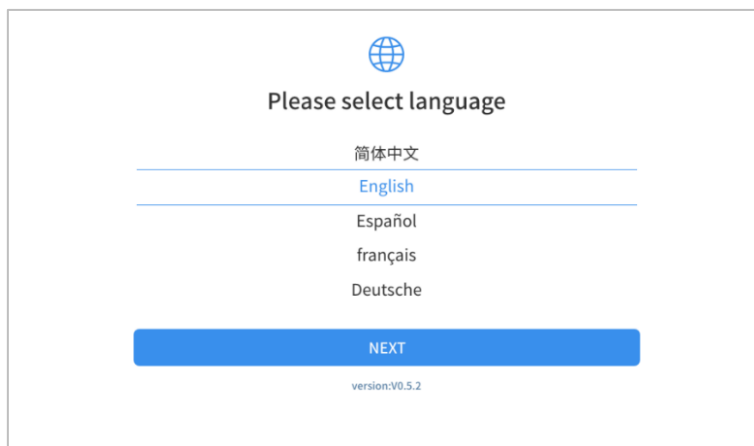 Please select language
简体中文
English
Español
français
Deutsche
NEXT
version:V0.5.2